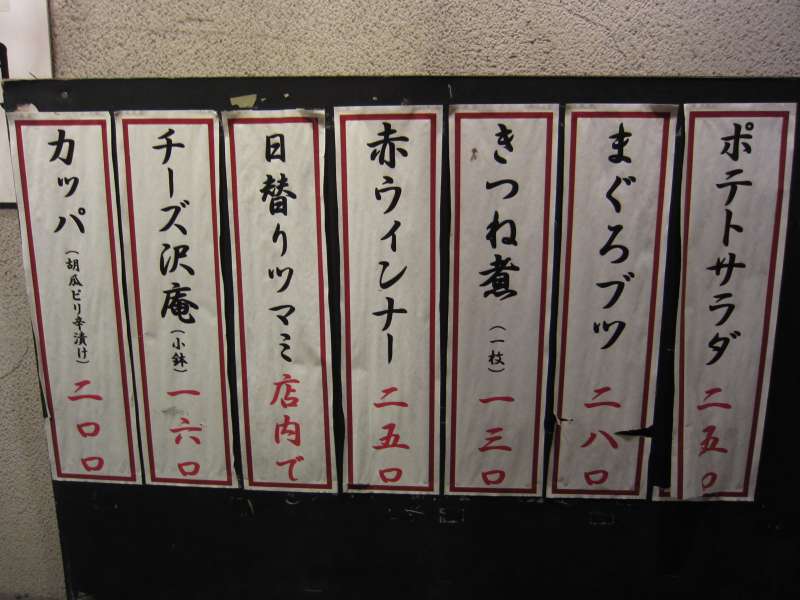 ポテトサラダ 二五〇
まぐろブツ 二八〇
きつね煮(一枚) 一三〇
赤ウィンナー 二五〇
日替りツマミ 店内で
チーズ沢庵(小鉢) 一六〇
カッパ(胡瓜ピリ辛漬け) 二〇〇